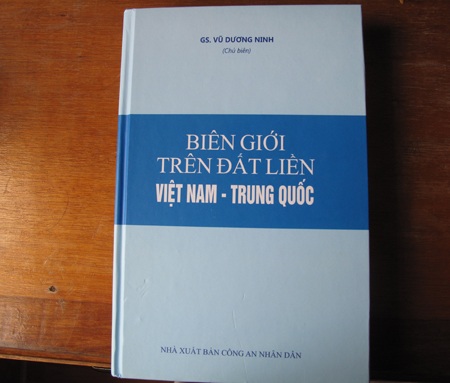 GS. VŨ DƯƠNG NINH
(Chủ biên)
BIÊN GIỚI
TRÊN ĐẤT LIỀN
VIỆT NAM - TRUNG QUỐC
NHÀ XUẤT BẢN CÔNG AN NHÂN DÂN